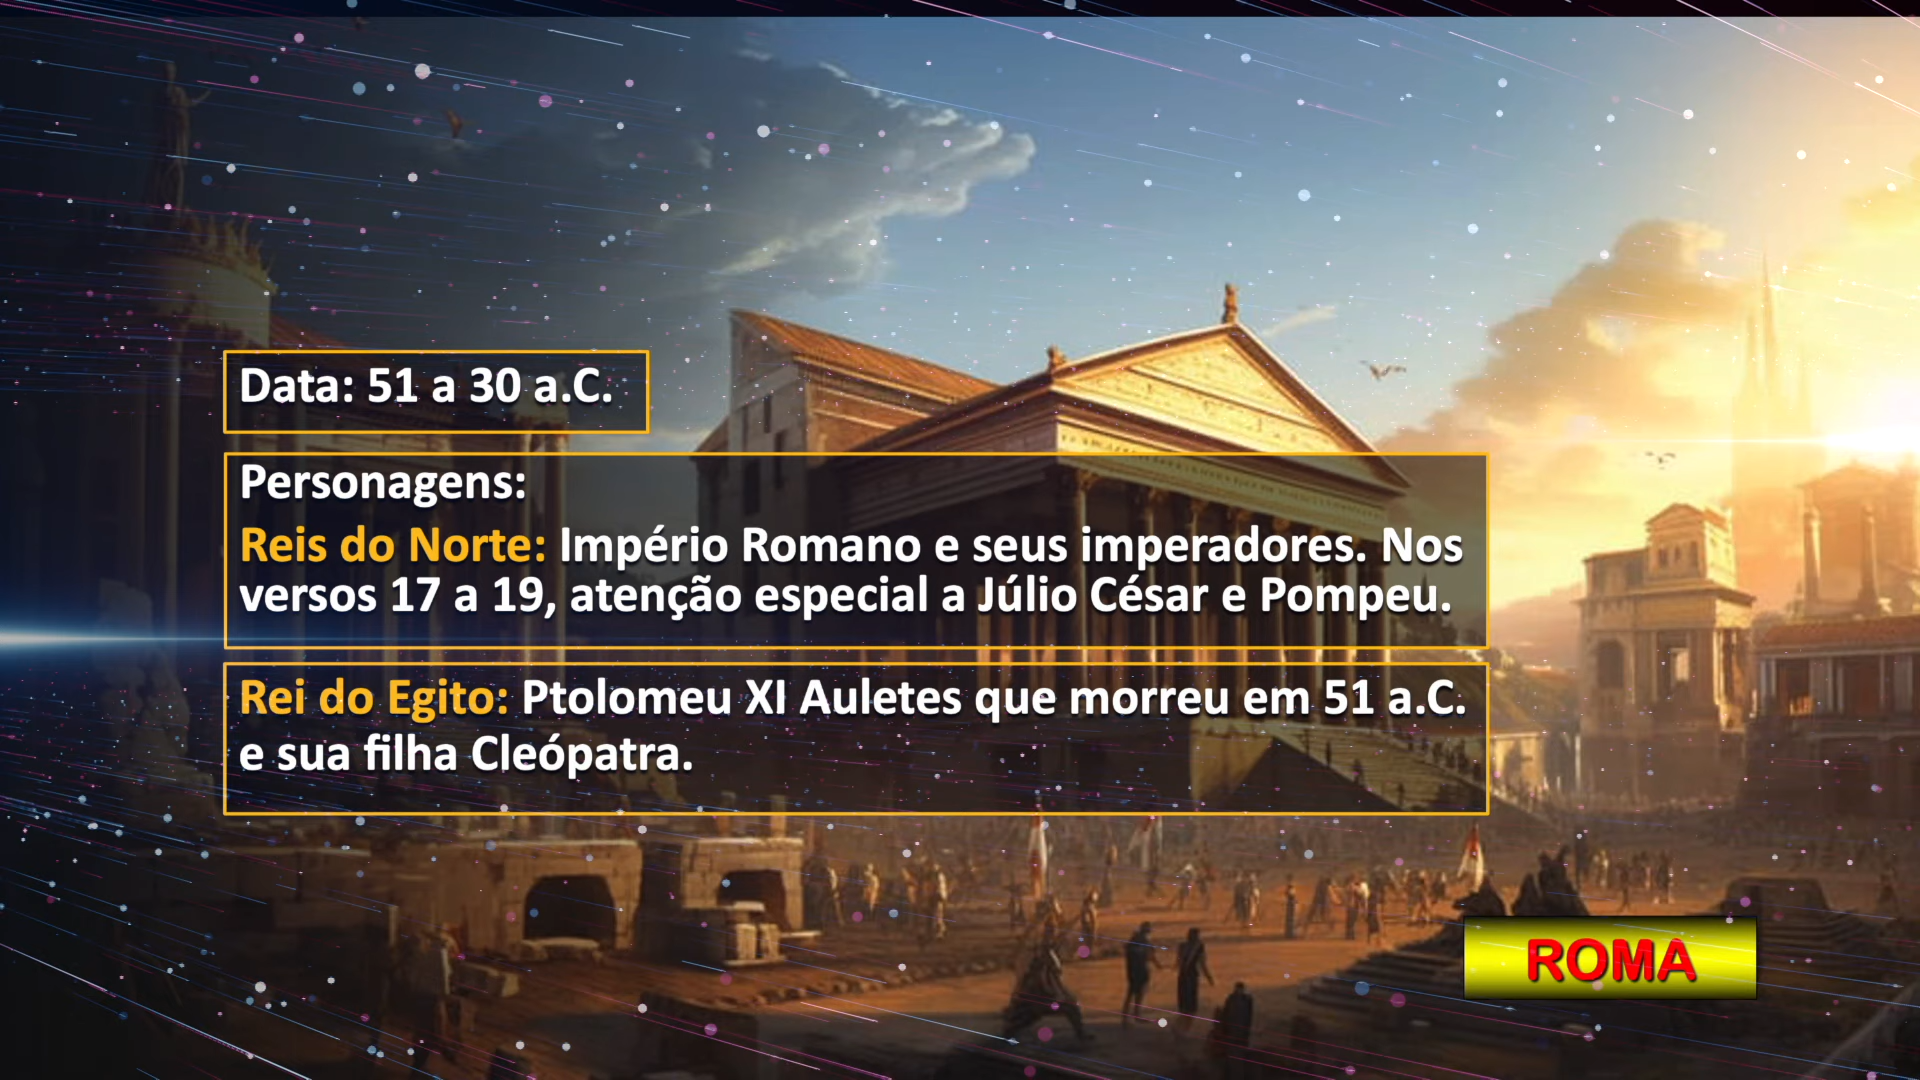 Data: 51 a 30 a.C.
Personagens:
Reis do Norte: Império Romano e seus imperadores. Nos
versos 17 a 19, atenção especial a Júlio César e Pompeu.
Rei do Egito: Ptolomeu XI Auletes que morreu em 51 a.C.
e sua filha Cleópatra.
ROMA